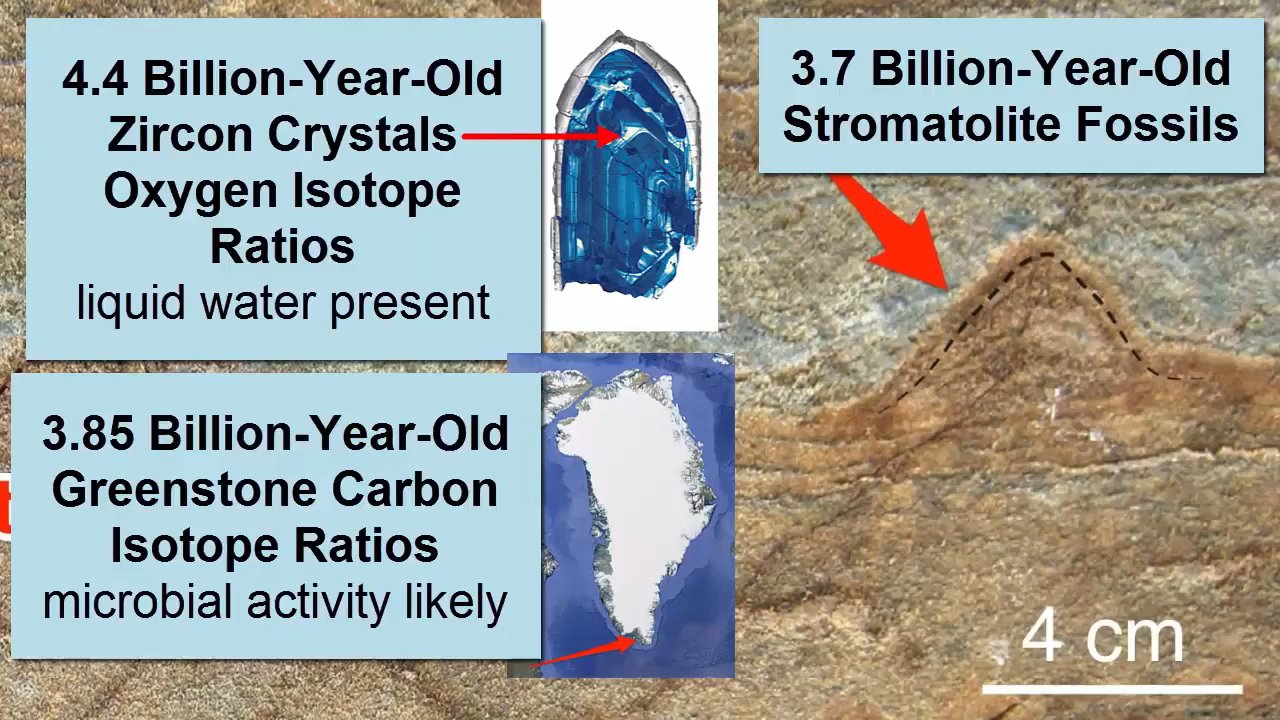 4.4 Billion-Year-Old
Zircon Crystals
Oxygen Isotope
Ratios
liquid water present
3.85 Billion-Year-Old
Greenstone Carbon
Isotope Ratios
microbial activity likely
3.7 Billion-Year-Old
Stromatolite Fossils
4 cm